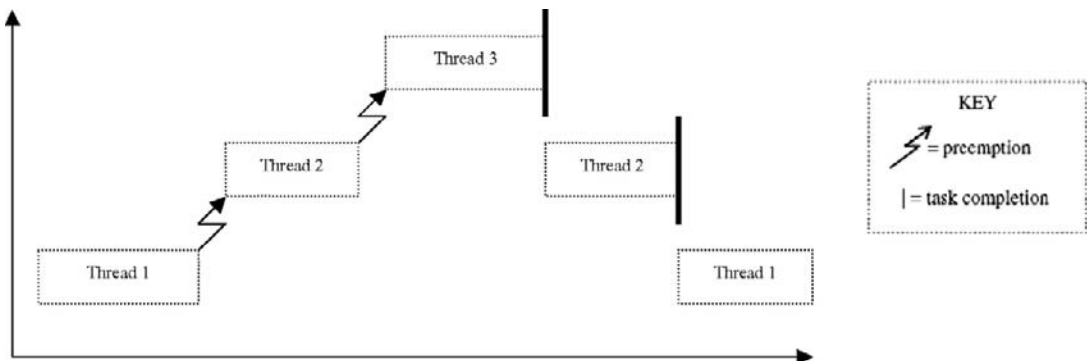 Thread 3
Thread 2
Thread 2
Thread 1
Thread 1
KEY
= preemption
| = task completion